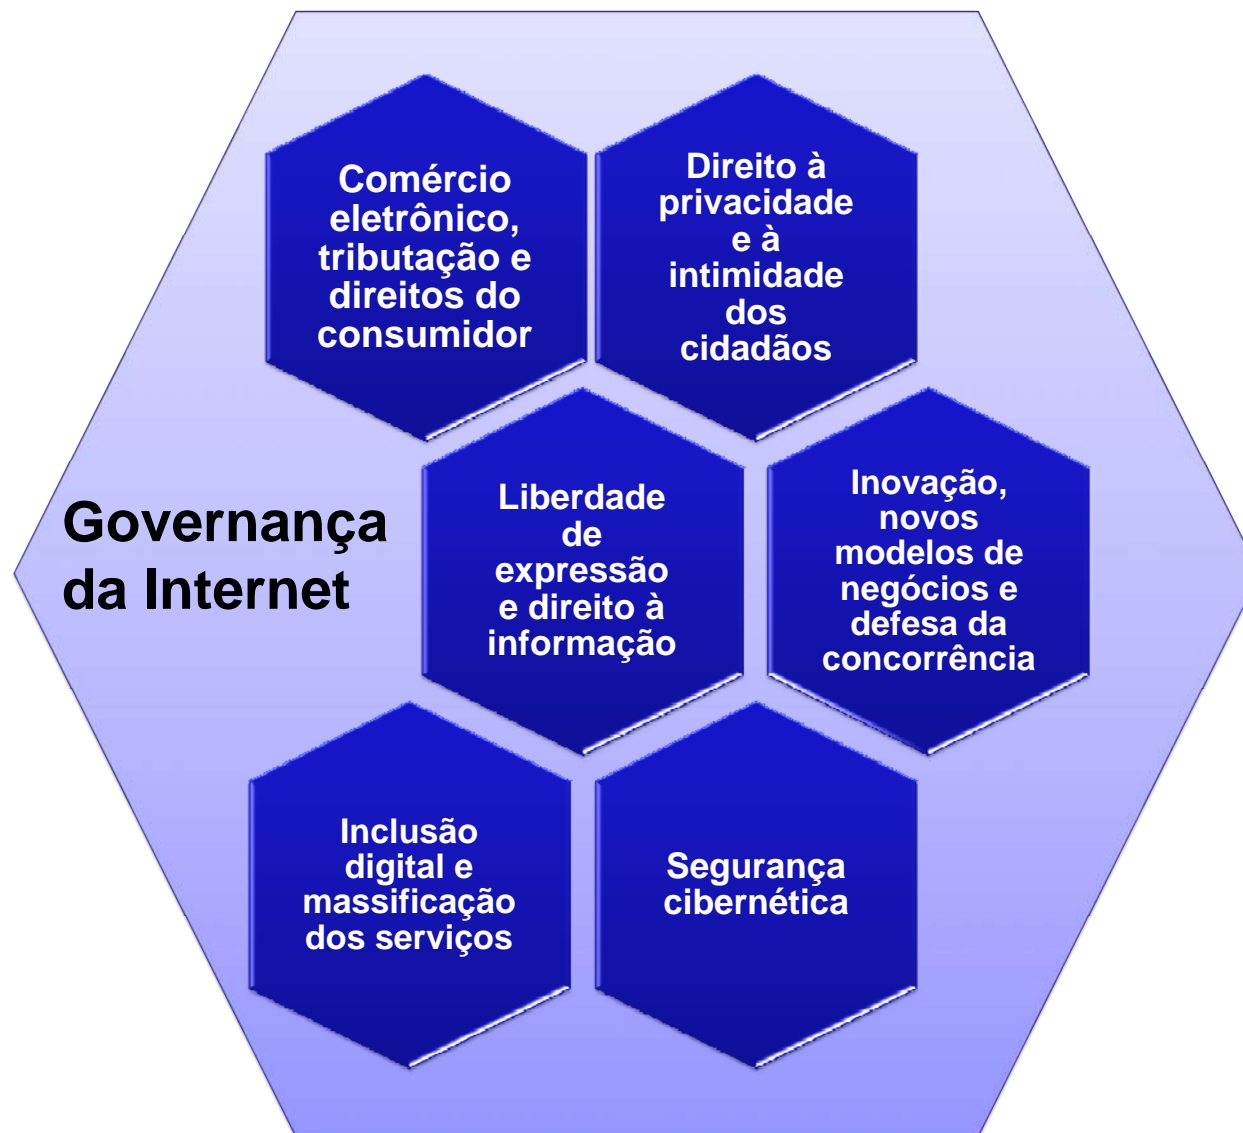 Comércio
eletrônico,
tributação e
direitos do
consumidor
Direito à
privacidade
e à
intimidade
dos
cidadãos
Governança
da Internet
Liberdade
de
expressão
e direito à
informação
Inovação,
novos
modelos de
negócios e
defesa da
concorrência
Inclusão
digital e
massificação
dos serviços
Segurança
cibernética